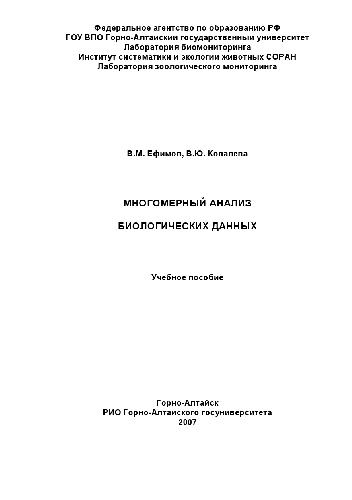 Федеральное агентство по образованию РФ
ГОУ ВПО Горно-Алтайский государственный университет
Лаборатория биомониторинга
Институт систематики и экологии животных СОРАН
Лаборатория зоологического мониторинга
В.М. Ефимов, В.Ю. Ковалева
МНОГОМЕРНЫЙ АНАЛИЗ
БИОЛОГИЧЕСКИХ ДАННЫХ
Учебное пособие
Горно-Алтайск
РИО Горно-Алтайского госуниверситета
2007